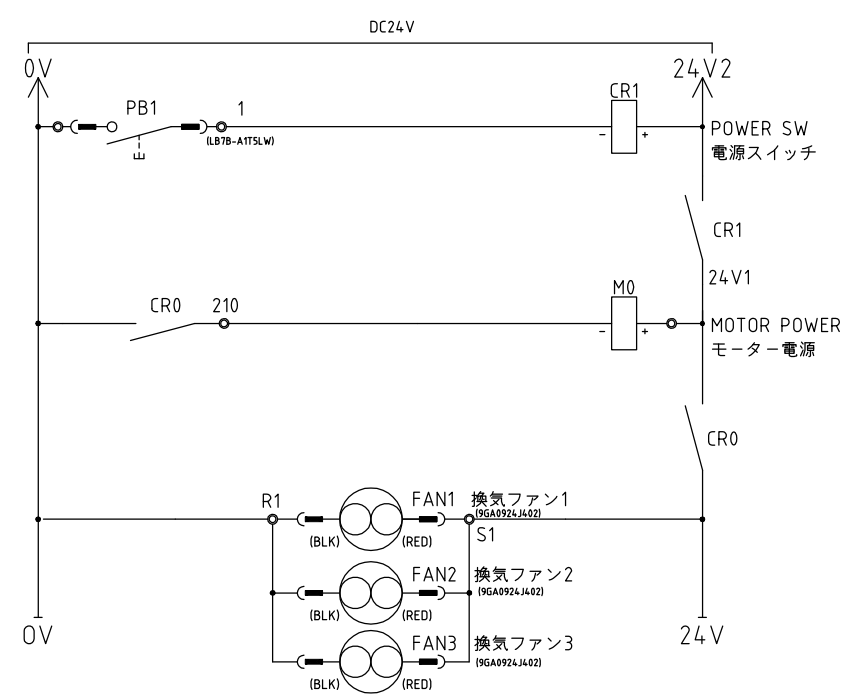 DC24V
0V
24V2
PB1
1
(LB7B-A1T5LW)
CR1
-
+
POWER SW
電源スイッチ
CR1
24V1
CR0
210
M0
-
+
MOTOR POWER
モーター電源
CR0
R1
FAN1
換気ファン1
(9GA0924J402)
(BLK)
(RED)
S1
FAN2
換気ファン2
(9GA0924J402)
(BLK)
(RED)
0V
24V
FAN3
換気ファン3
(9GA0924J402)
(BLK)
(RED)